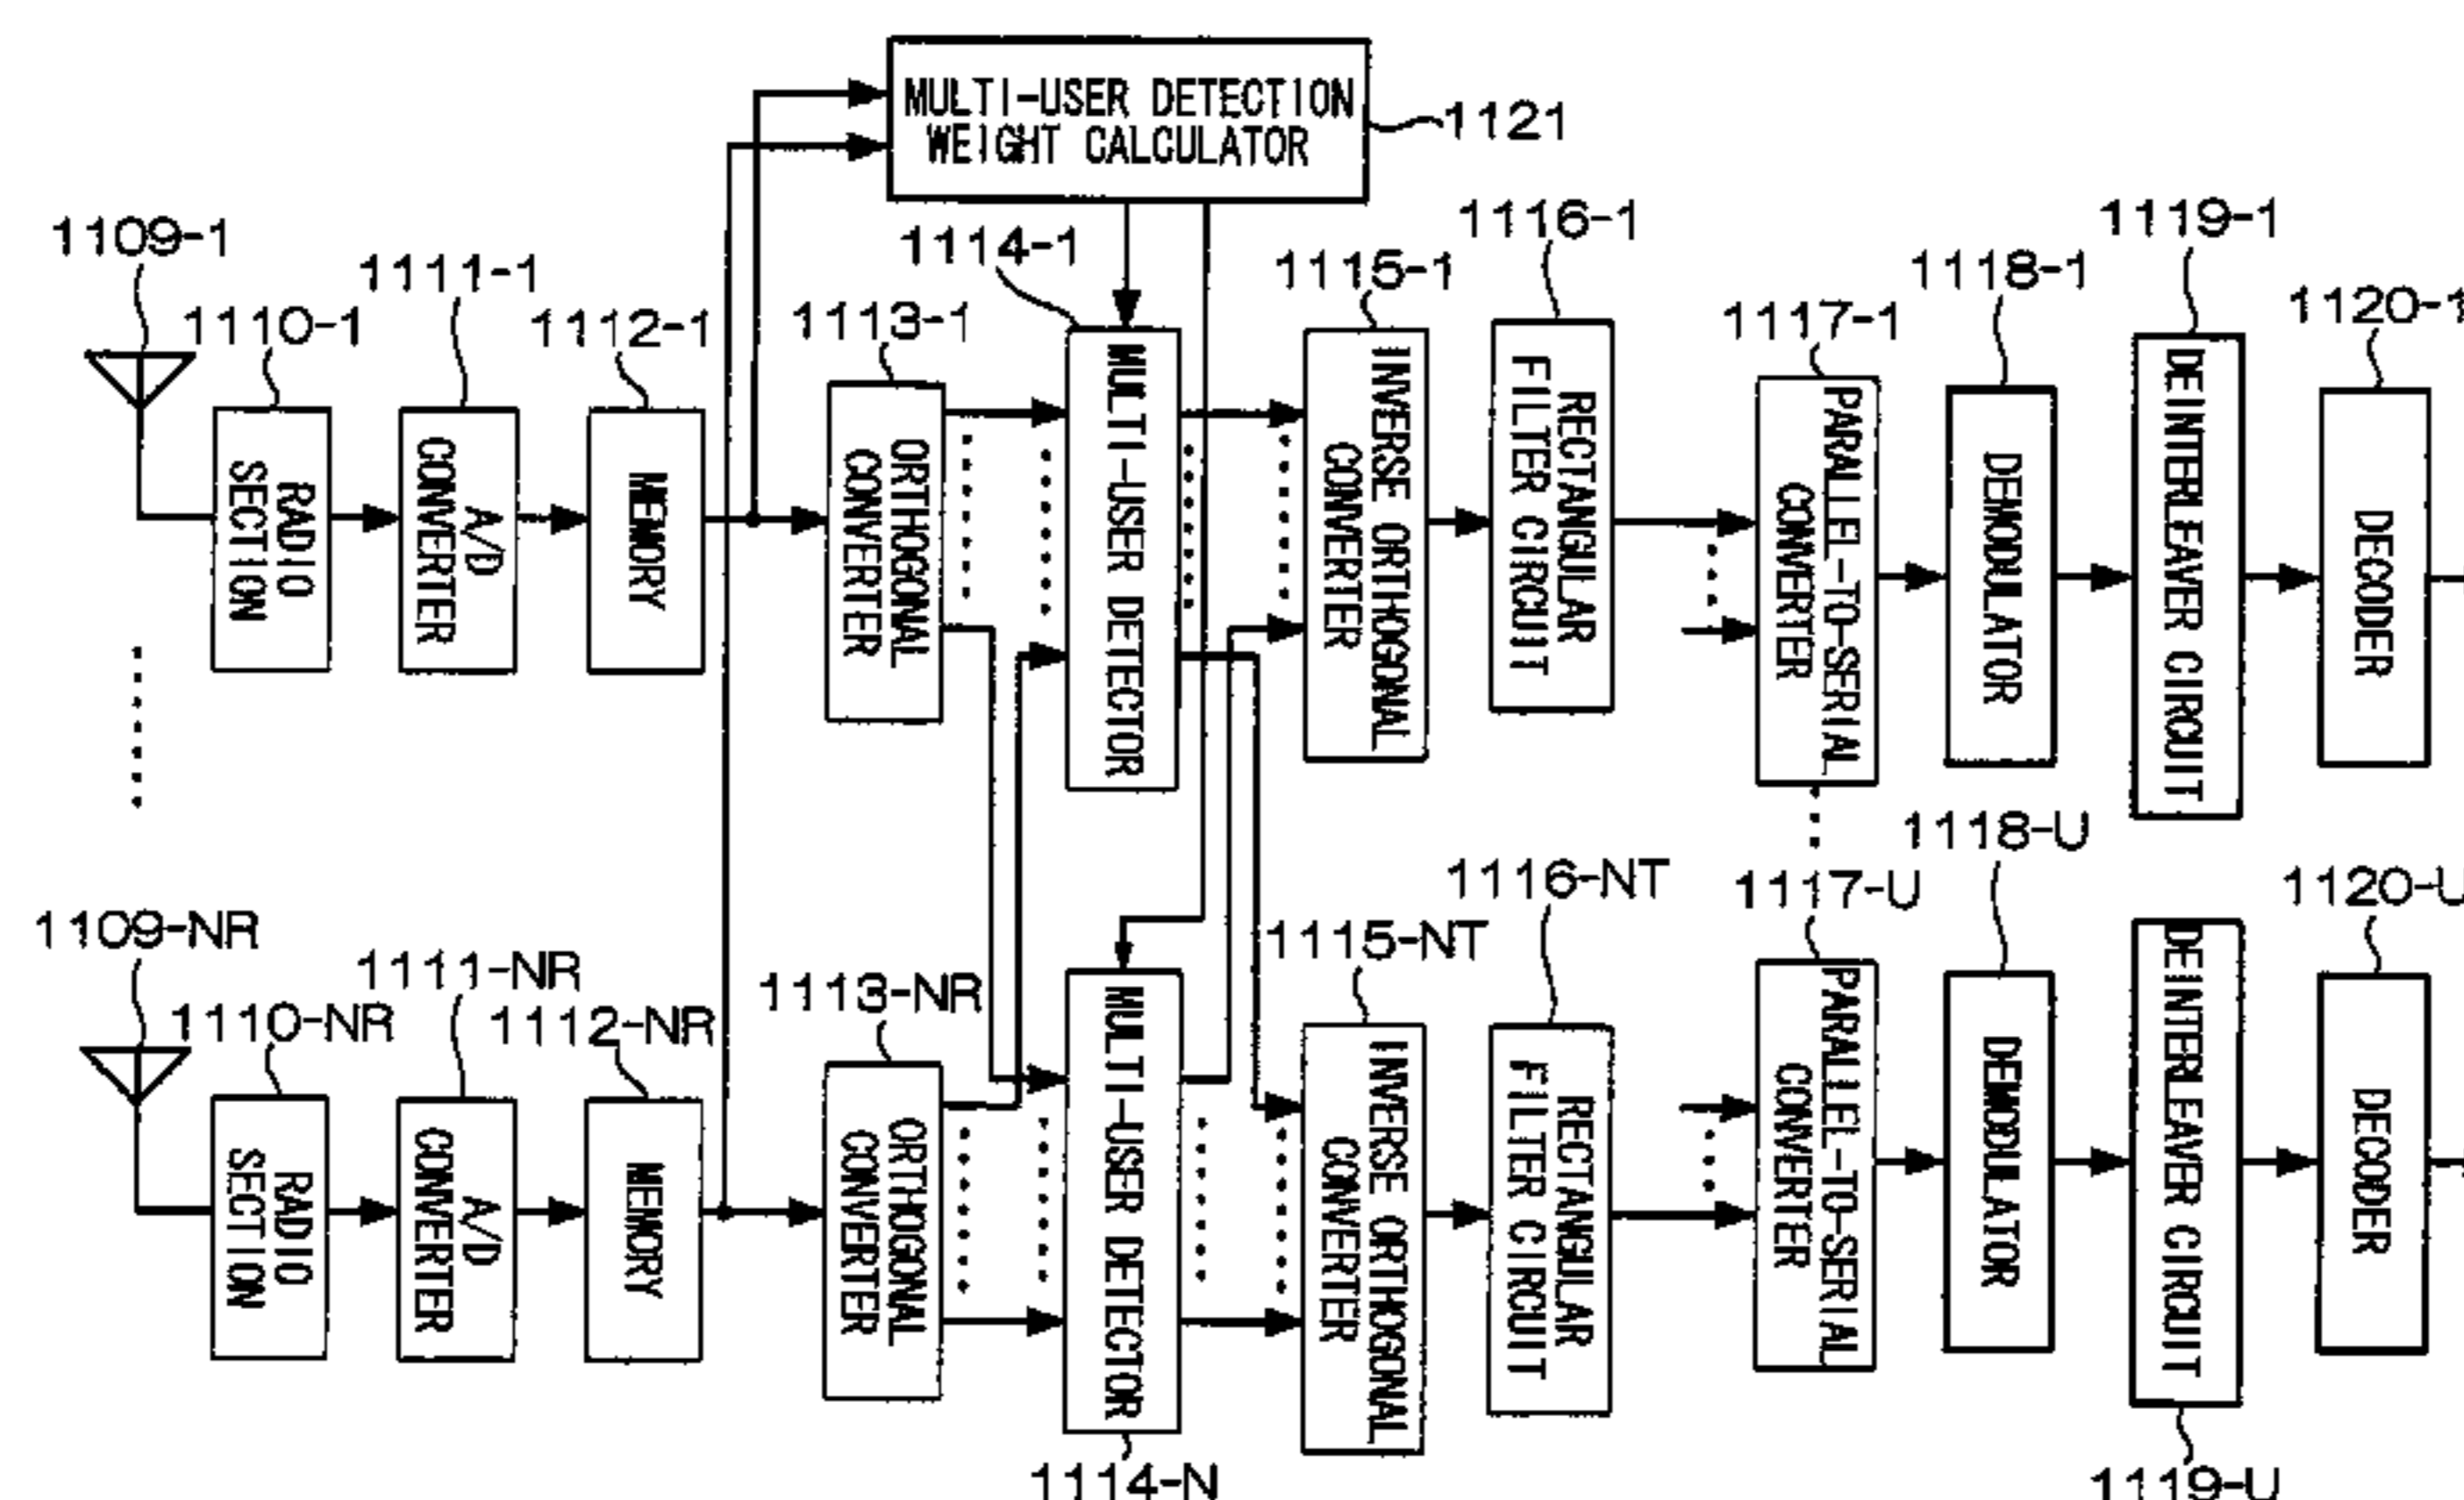 MULTI-USER DETECTION
WEIGHT CALCULATOR
1121
1109-1
1110-1
1111-1
1112-1
1113-1
1114-1
1115-1
1116-1
1117-1
1118-1
1119-1
1120-1
RADIO
SECTION
A/D
CONVERTER
MEMORY
ORTHOGONAL
CONVERTER
MULTI-USER DETECTOR
INVERSE ORTHOGONAL
CONVERTER
RECTANGULAR
FILTER CIRCUIT
PARALLEL-TO-SERIAL
CONVERTER
DEMODULATOR
DEINTERLEAVER CIRCUIT
DECODER
1109-NR
1110-NR
1111-NR
1112-NR
1113-NR
1115-NT
1116-NT
1117-U
1118-U
1120-U
RADIO
SECTION
A/D
CONVERTER
MEMORY
ORTHOGONAL
CONVERTER
MULTI-USER DETECTOR
INVERSE ORTHOGONAL
CONVERTER
RECTANGULAR
FILTER CIRCUIT
PARALLEL-TO-SERIAL
CONVERTER
DEMODULATOR
DEINTERLEAVER CIRCUIT
DECODER
1114-N
1119-U